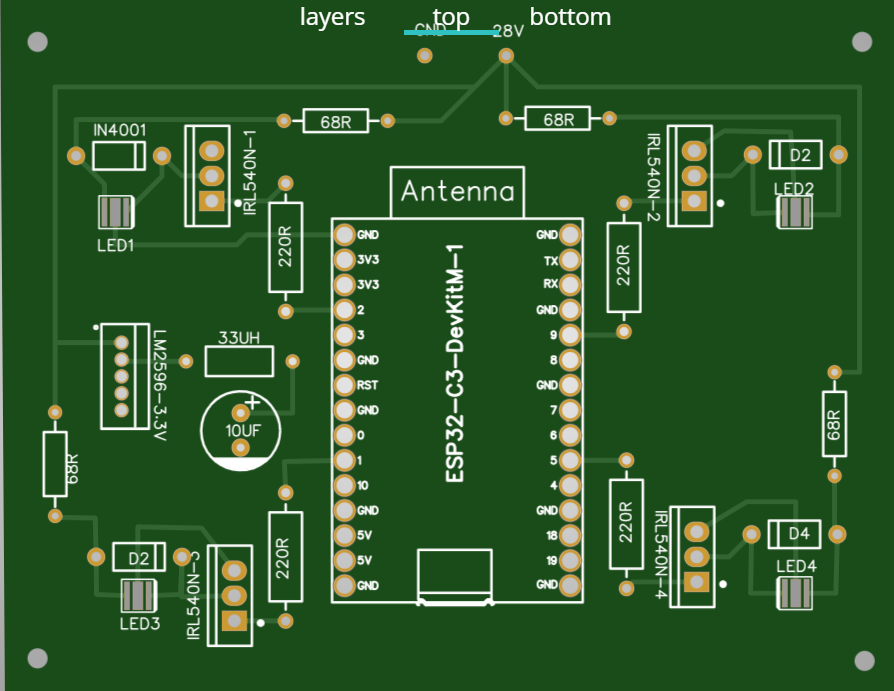 layers top bottom
GND 28V
68R 68R
IN4001
IRL540N-1
IRL540N-2
D2
LED2
LED1
Antenna
220R
220R
ESP32-C3-DevKitM-1
GND GND
3V3 TX
3V3 RX
2 GND
3 9
GND 8
RST GND
GND 7
0 6
1 5
10 4
GND GND
5V 18
5V 19
GND GND
33UH
LM2596-3.3V
10UF
68R
68R
220R
220R
D2
LED3
IRL540N-3
IRL540N-4
D4
LED4